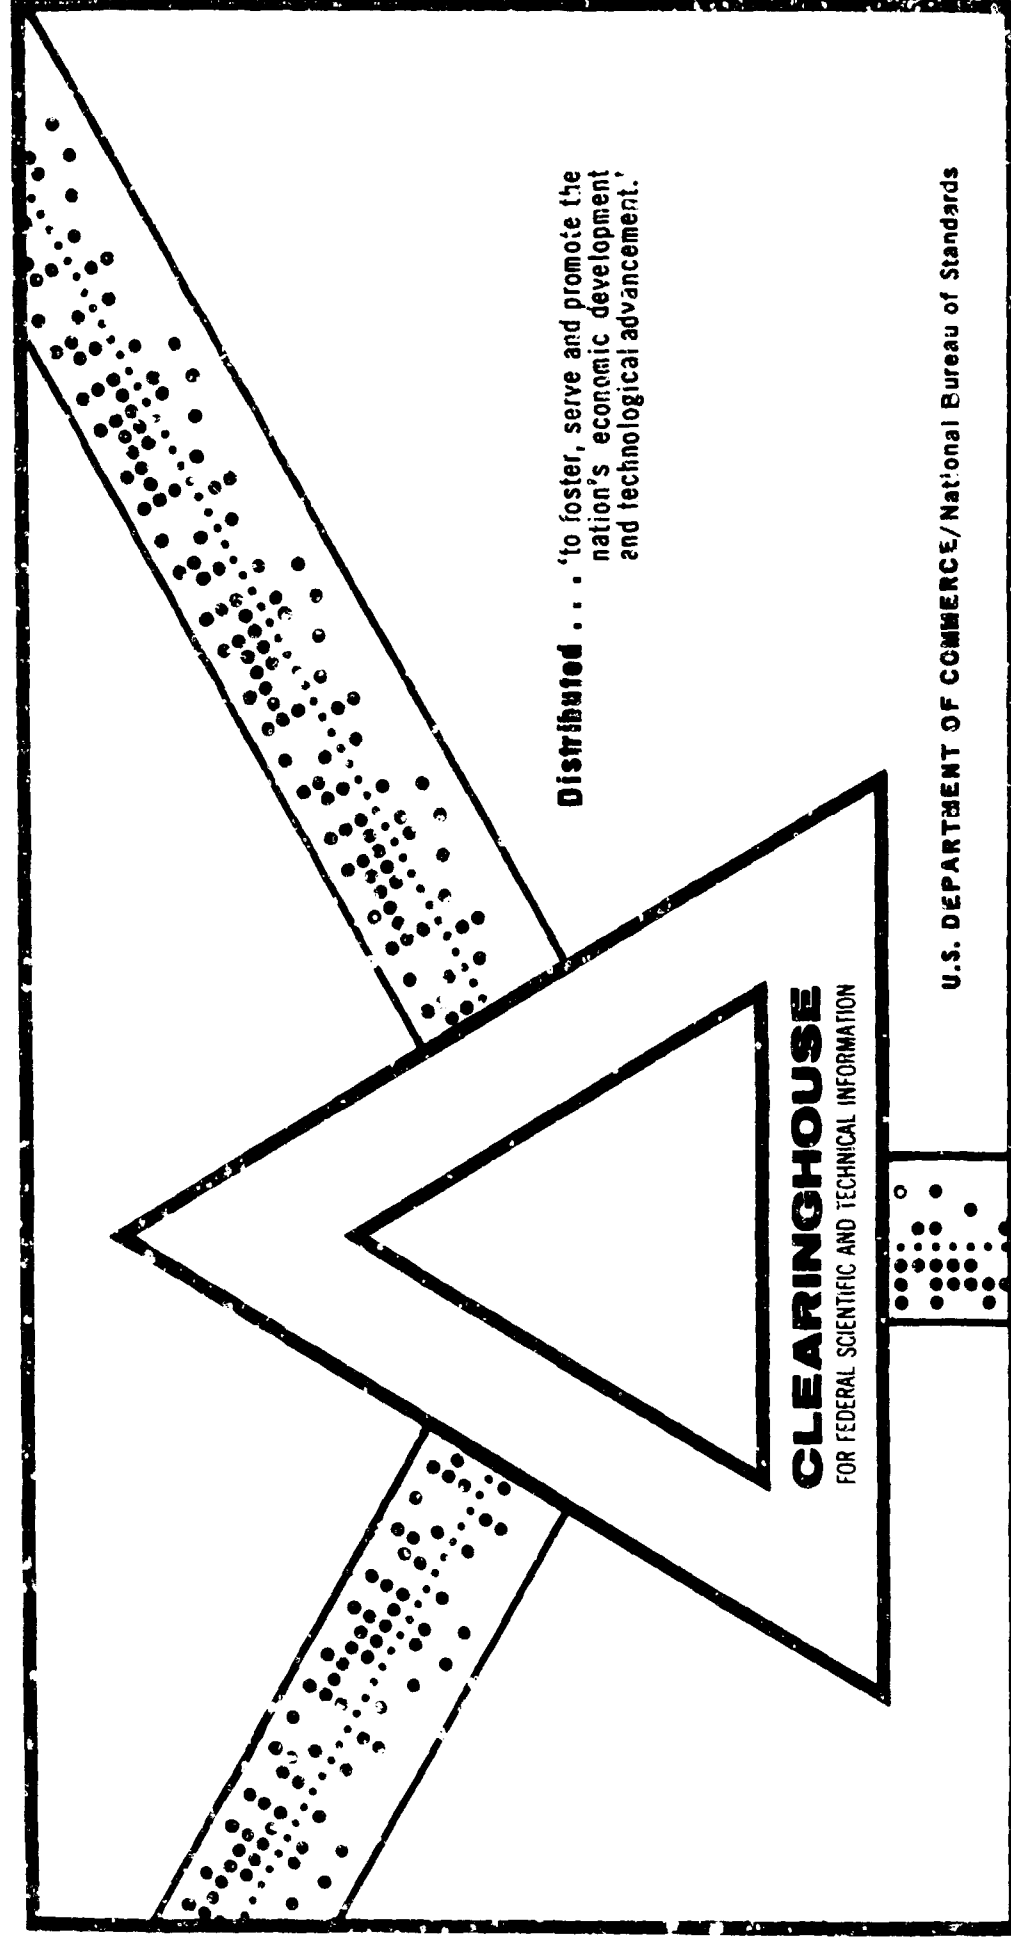 Distributed . . . 'to foster, serve and promote the
nation's economic development
and technological advancement.'
CLEARINGHOUSE
FOR FEDERAL SCIENTIFIC AND TECHNICAL INFORMATION
U.S. DEPARTMENT OF COMMERCE/National Bureau of Standards